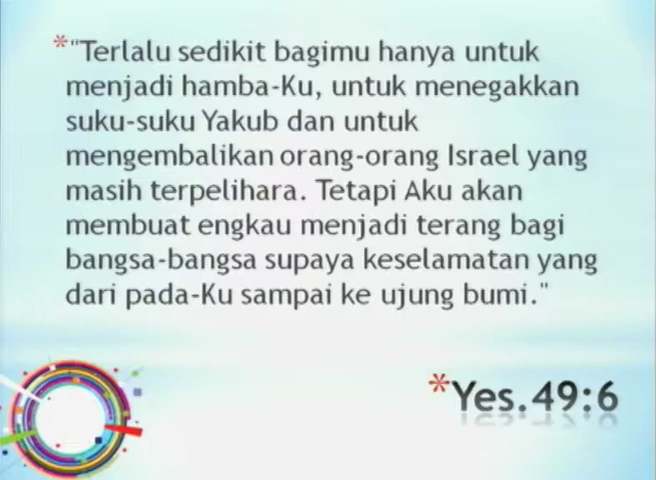 *"Terlalu sedikit bagimu hanya untuk
menjadi hamba-Ku, untuk menegakkan
suku-suku Yakub dan untuk
mengembalikan orang-orang Israel yang
masih terpelihara. Tetapi Aku akan
membuat engkau menjadi terang bagi
bangsa-bangsa supaya keselamatan yang
dari pada-Ku sampai ke ujung bumi."
*Yes.49:6